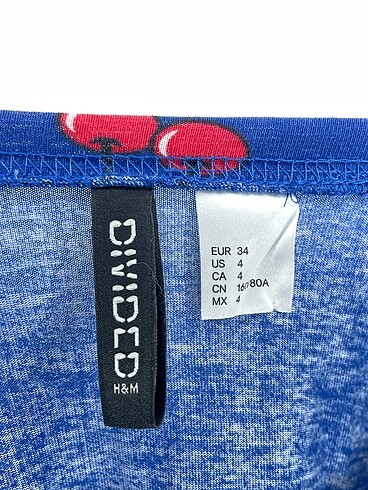 DIVIDED
H&M
EUR 34
US 4
CA 4
CN 160/80A
MX 4